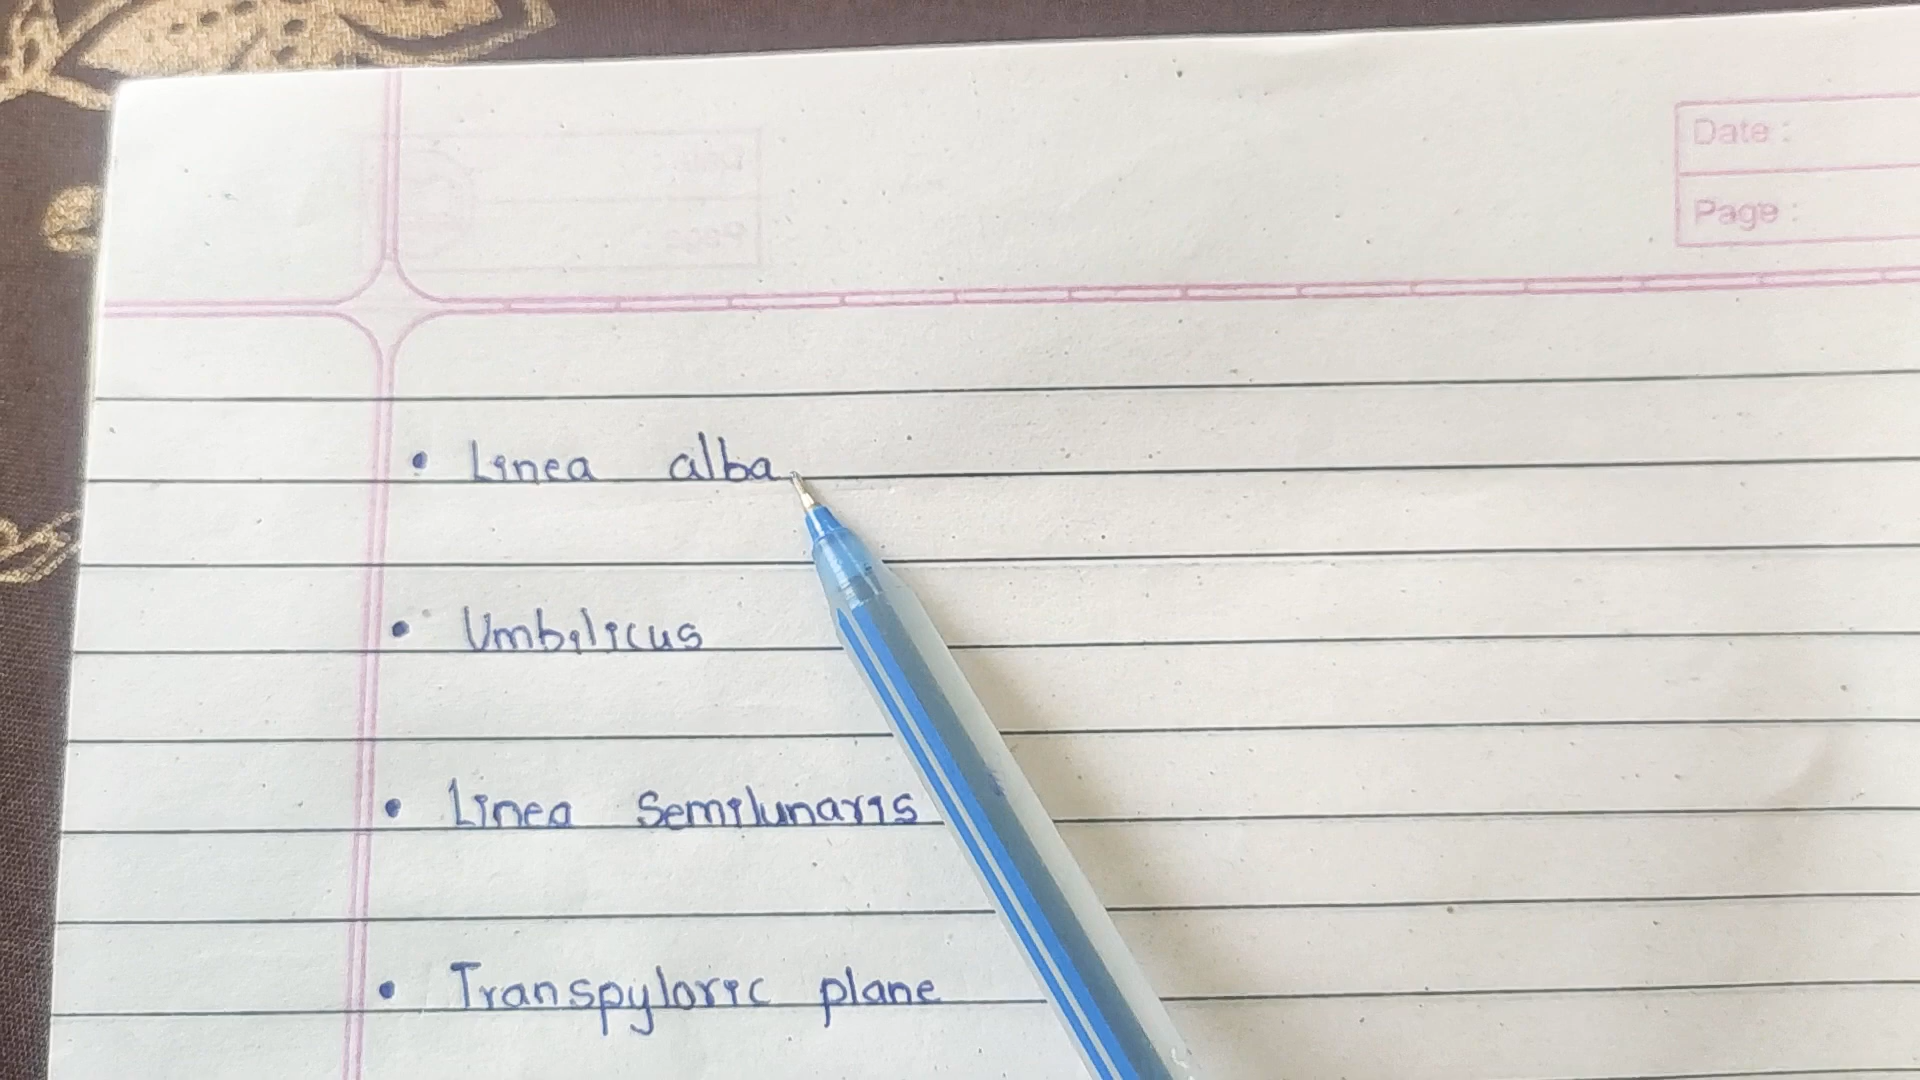 Date :
Page :
• Linea alba
• Umbilicus
• Linea Semilunaris
• Transpyloric plane